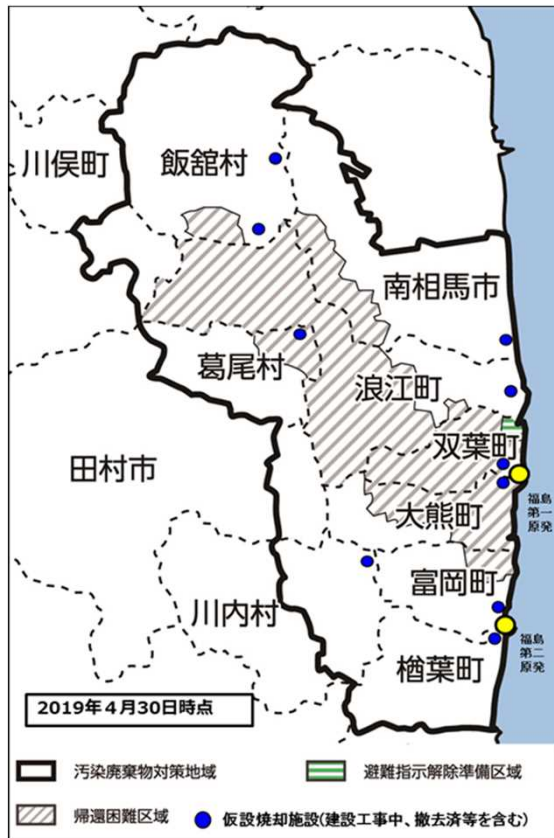 川俣町
飯舘村
南相馬市
葛尾村
浪江町
双葉町
田村市
福島
第一
原発
大熊町
富岡町
川内村
福島
第二
原発
楢葉町
2019年４月30日時点
汚染廃棄物対策地域
避難指示解除準備区域
帰還困難区域
仮設焼却施設(建設工事中、撤去済等を含む)